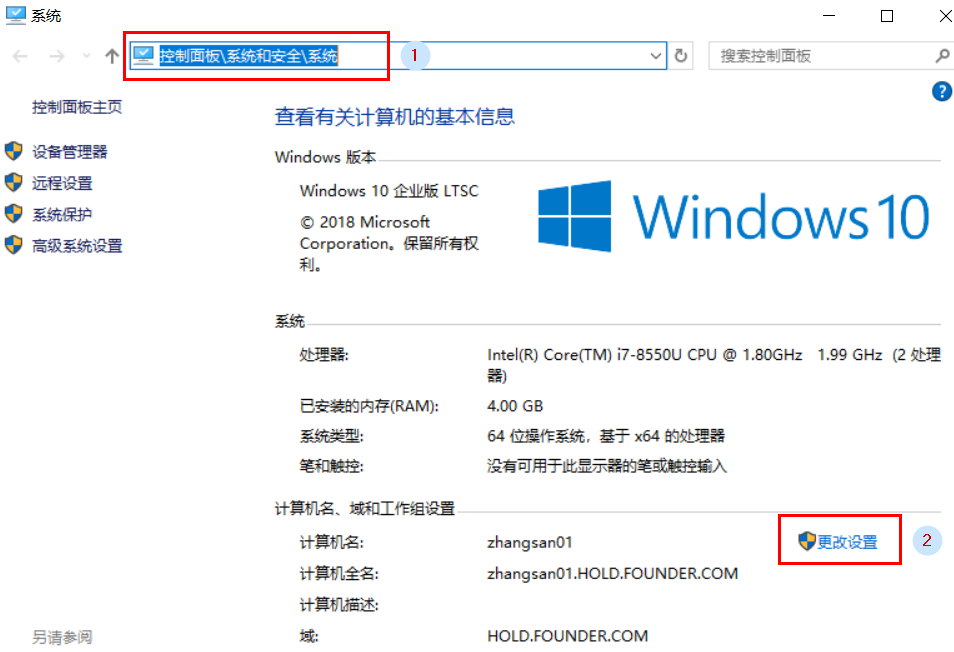 系统
控制面板\系统和安全\系统
1
搜索控制面板
?
控制面板主页
设备管理器
远程设置
系统保护
高级系统设置
另请参阅
查看有关计算机的基本信息
Windows 版本
Windows 10 企业版 LTSC
© 2018 Microsoft
Corporation。保留所有权
利。
Windows 10
系统
处理器: Intel(R) Core(TM) i7-8550U CPU @ 1.80GHz 1.99 GHz (2 处理
器)
已安装的内存(RAM): 4.00 GB
系统类型: 64 位操作系统，基于 x64 的处理器
笔和触控: 没有可用于此显示器的笔或触控输入
计算机名、域和工作组设置
计算机名: zhangsan01
更改设置
2
计算机全名: zhangsan01.HOLD.FOUNDER.COM
计算机描述:
域: HOLD.FOUNDER.COM